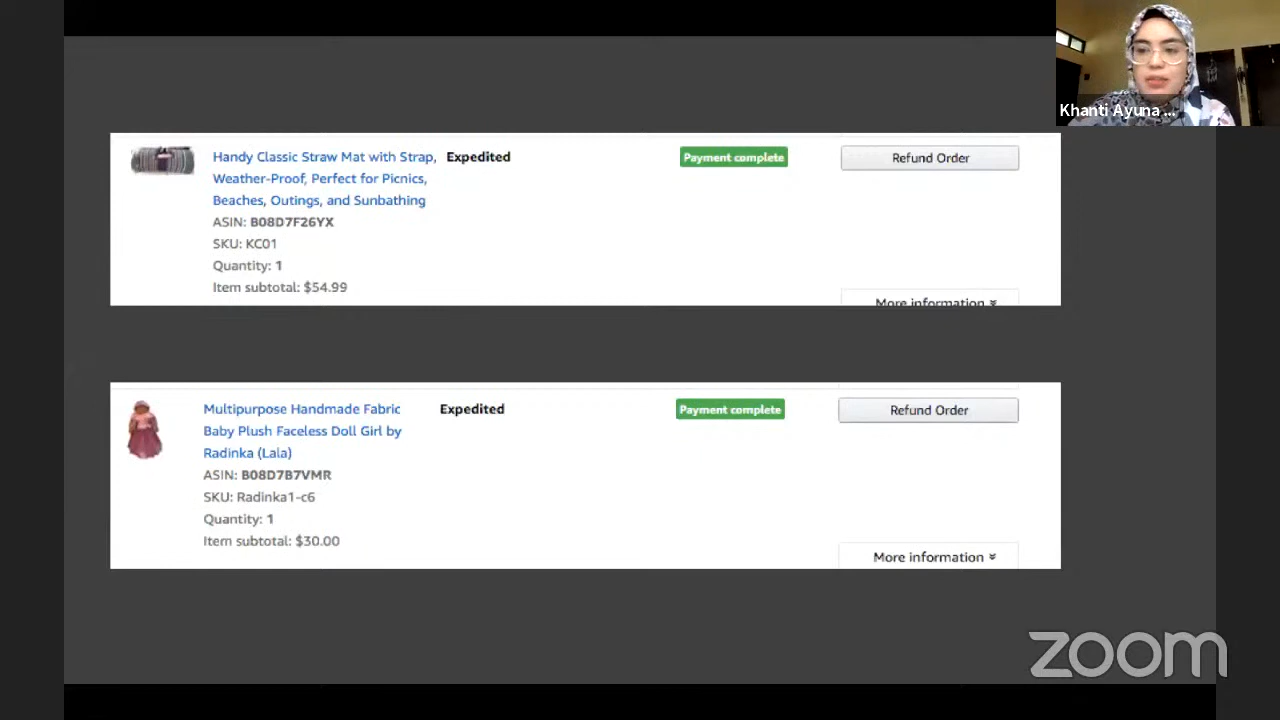 Khanti Ayuna ...
Handy Classic Straw Mat with Strap,
Weather-Proof, Perfect for Picnics,
Beaches, Outings, and Sunbathing
ASIN: B08D7F26YX
SKU: KC01
Quantity: 1
Item subtotal: $54.99
Expedited
Payment complete
Refund Order
More information
Multipurpose Handmade Fabric
Baby Plush Faceless Doll Girl by
Radinka (Lala)
ASIN: B08D7B7VMR
SKU: Radinka1-c6
Quantity: 1
Item subtotal: $30.00
Expedited
Payment complete
Refund Order
More information
zoom